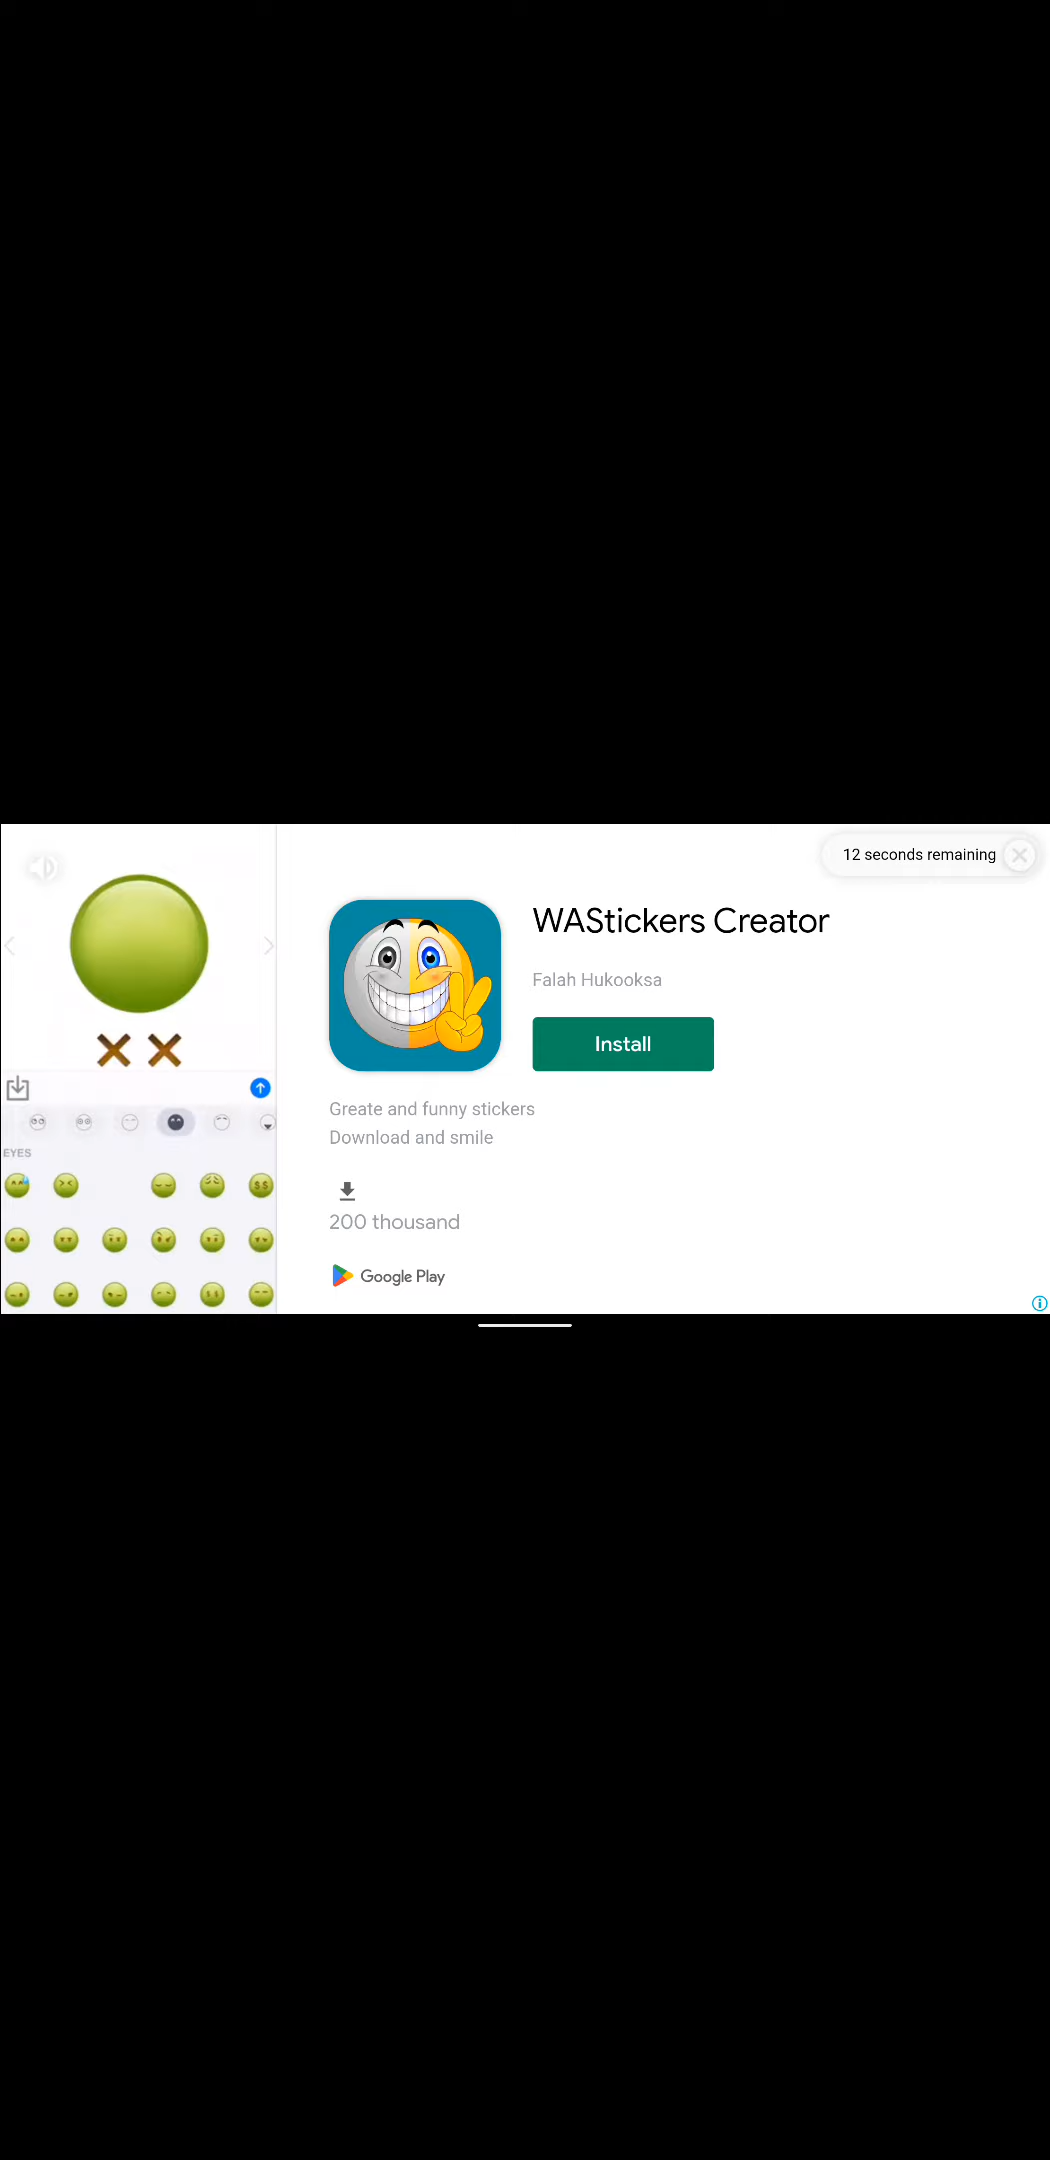 12 seconds remaining
WAStickers Creator
Falah Hukooksa
Install
Greate and funny stickers
Download and smile
EYES
200 thousand
Google Play